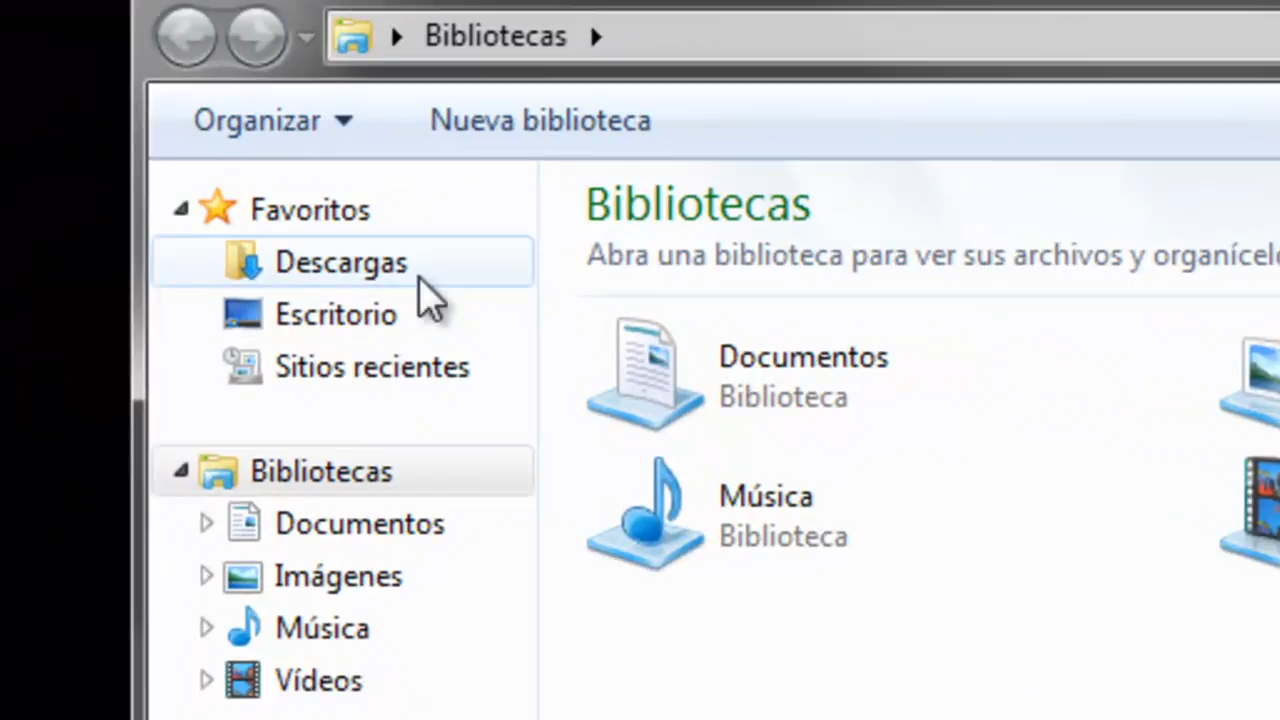 Bibliotecas
Organizar
Nueva biblioteca
Favoritos
Descargas
Escritorio
Sitios recientes
Bibliotecas
Documentos
Imágenes
Música
Vídeos
Bibliotecas
Abra una biblioteca para ver sus archivos y organícelo
Documentos
Biblioteca
Música
Biblioteca